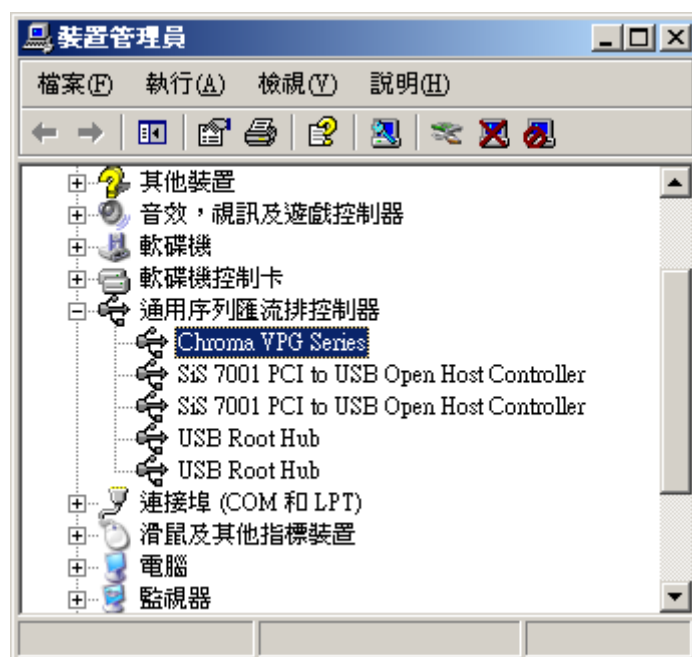 裝置管理員
檔案(F) 執行(A) 檢視(V) 說明(H)
其他裝置
音效，視訊及遊戲控制器
軟碟機
軟碟機控制卡
通用序列匯流排控制器
Chroma VPG Series
SiS 7001 PCI to USB Open Host Controller
SiS 7001 PCI to USB Open Host Controller
USB Root Hub
USB Root Hub
連接埠 (COM 和 LPT)
滑鼠及其他指標裝置
電腦
監視器